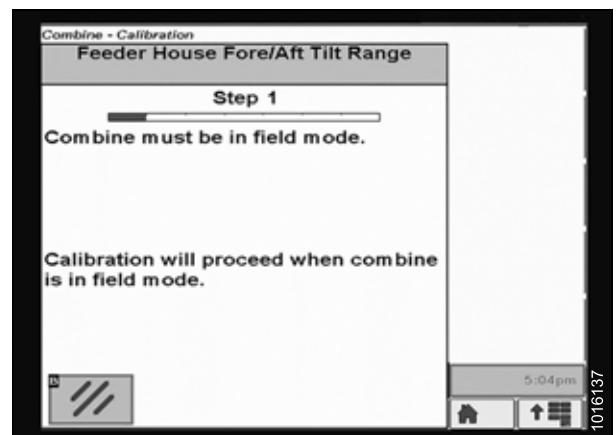 Combine - Calibration
Feeder House Fore/Aft Tilt Range
Step 1
Combine must be in field mode.
Calibration will proceed when combine
is in field mode.
5:04pm
1016137